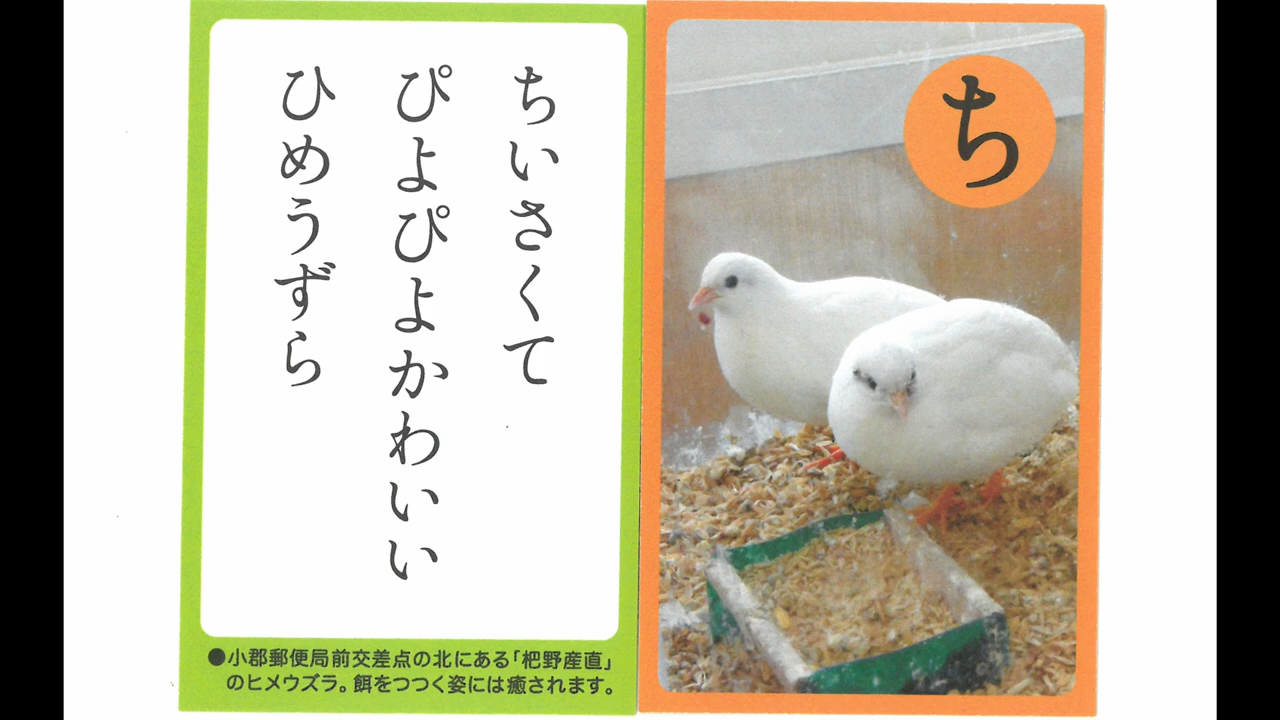 ちいさくて
ぴよぴよかわいい
ひめうずら
●小郡郵便局前交差点の北にある「杷野産直」
のヒメウズラ。餌をつつく姿には癒されます。
ち